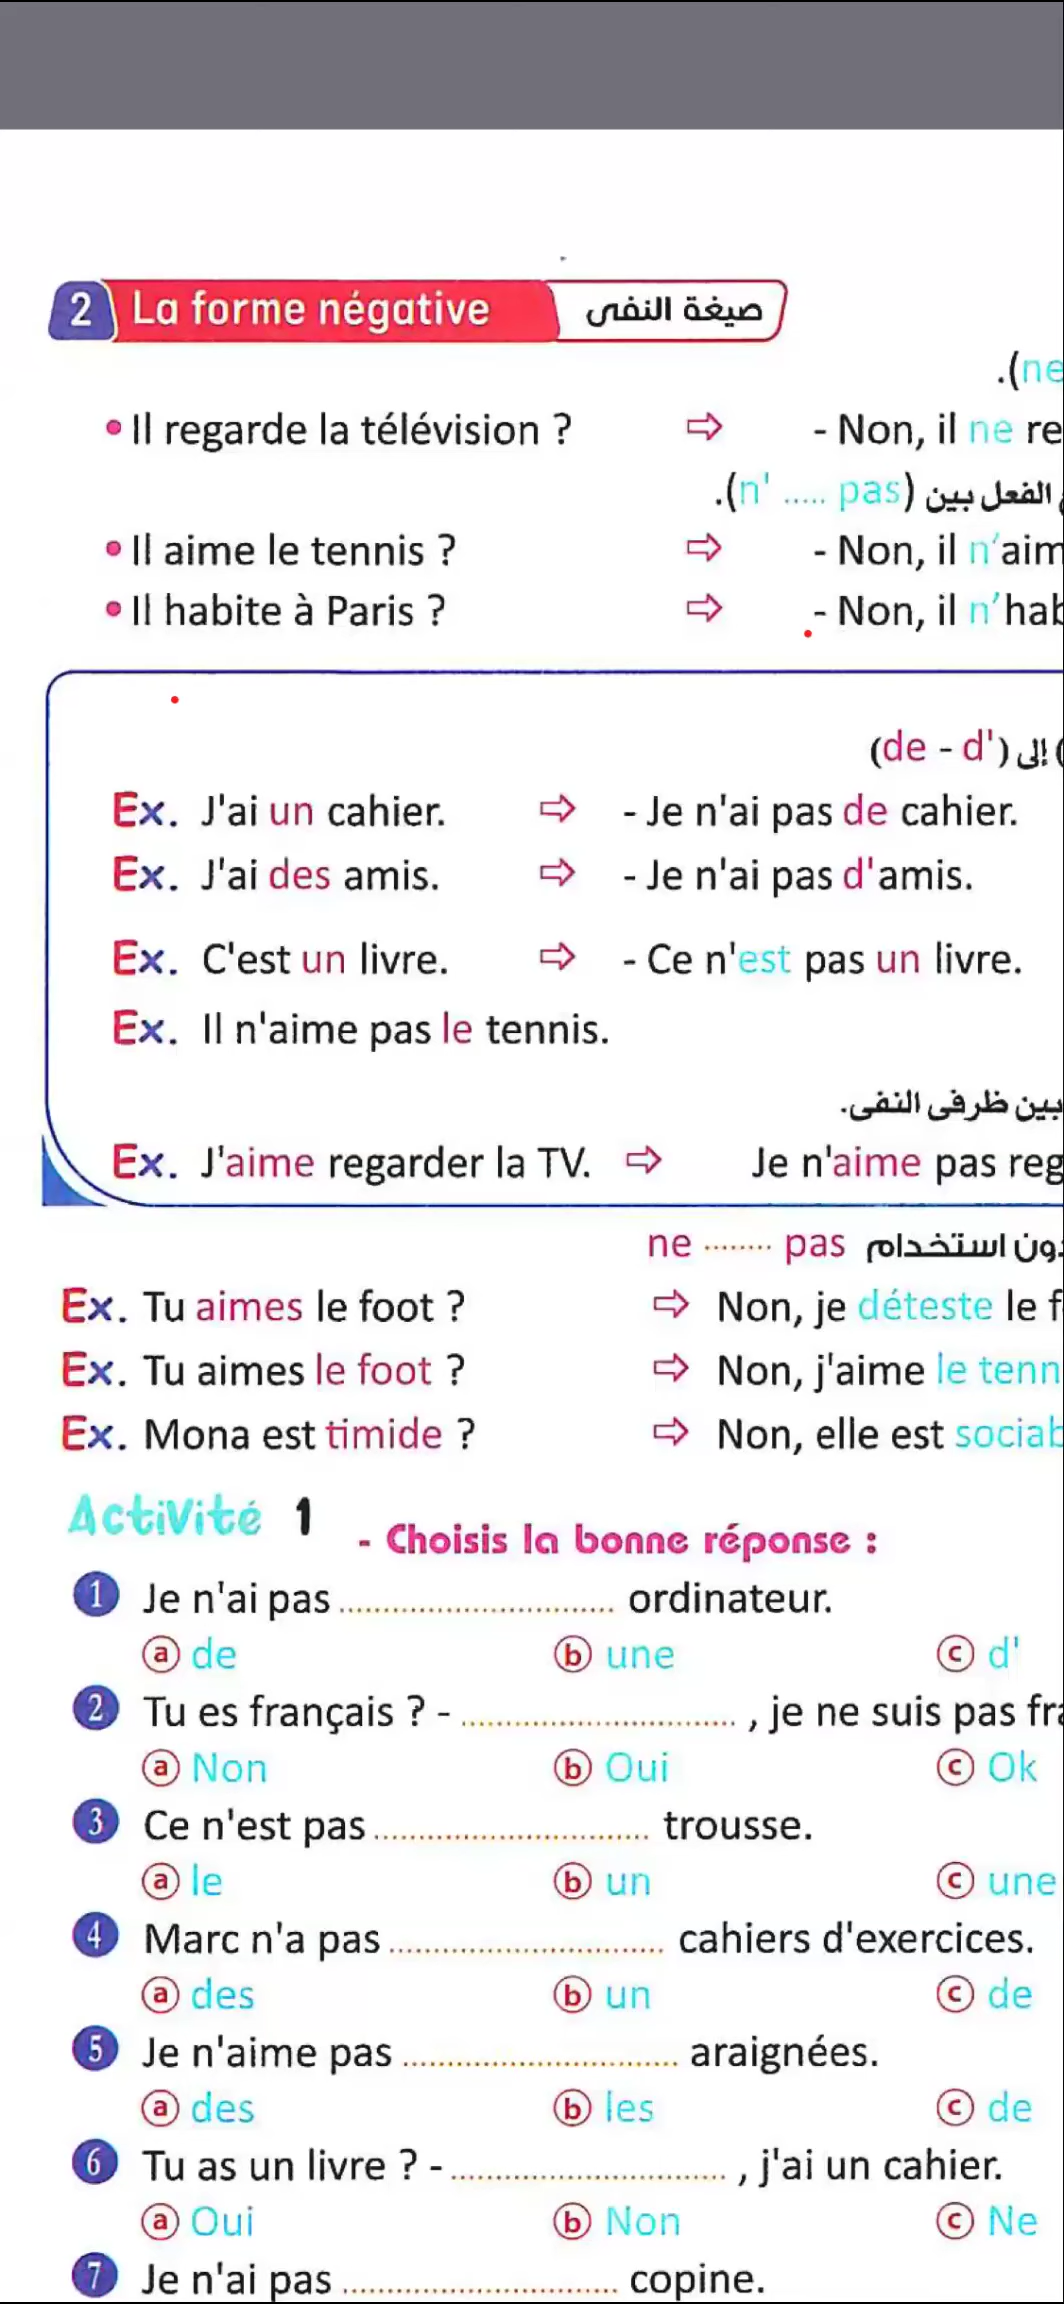 2 La forme négative صيغة النفى
.(ne
• Il regarde la télévision ? ⇨ - Non, il ne re
الفعل بين (n' ..... pas).
• Il aime le tennis ? ⇨ - Non, il n'aim
• Il habite à Paris ? ⇨ - Non, il n'hab
) إلى (de - d')
Ex. J'ai un cahier. ⇨ - Je n'ai pas de cahier.
Ex. J'ai des amis. ⇨ - Je n'ai pas d'amis.
Ex. C'est un livre. ⇨ - Ce n'est pas un livre.
Ex. Il n'aime pas le tennis.
بين ظرفى النفى.
Ex. J'aime regarder la TV. ⇨ Je n'aime pas reg
دون استخدام ne ........ pas
Ex. Tu aimes le foot ? ⇨ Non, je déteste le f
Ex. Tu aimes le foot ? ⇨ Non, j'aime le tenn
Ex. Mona est timide ? ⇨ Non, elle est sociab
Activité 1 - Choisis la bonne réponse :
1 Je n'ai pas .............................. ordinateur.
ⓐ de ⓑ une ⓒ d'
2 Tu es français ? - .............................. , je ne suis pas fra
ⓐ Non ⓑ Oui ⓒ Ok
3 Ce n'est pas .............................. trousse.
ⓐ le ⓑ un ⓒ une
4 Marc n'a pas .............................. cahiers d'exercices.
ⓐ des ⓑ un ⓒ de
5 Je n'aime pas .............................. araignées.
ⓐ des ⓑ les ⓒ de
6 Tu as un livre ? - .............................. , j'ai un cahier.
ⓐ Oui ⓑ Non ⓒ Ne
7 Je n'ai pas .............................. copine.